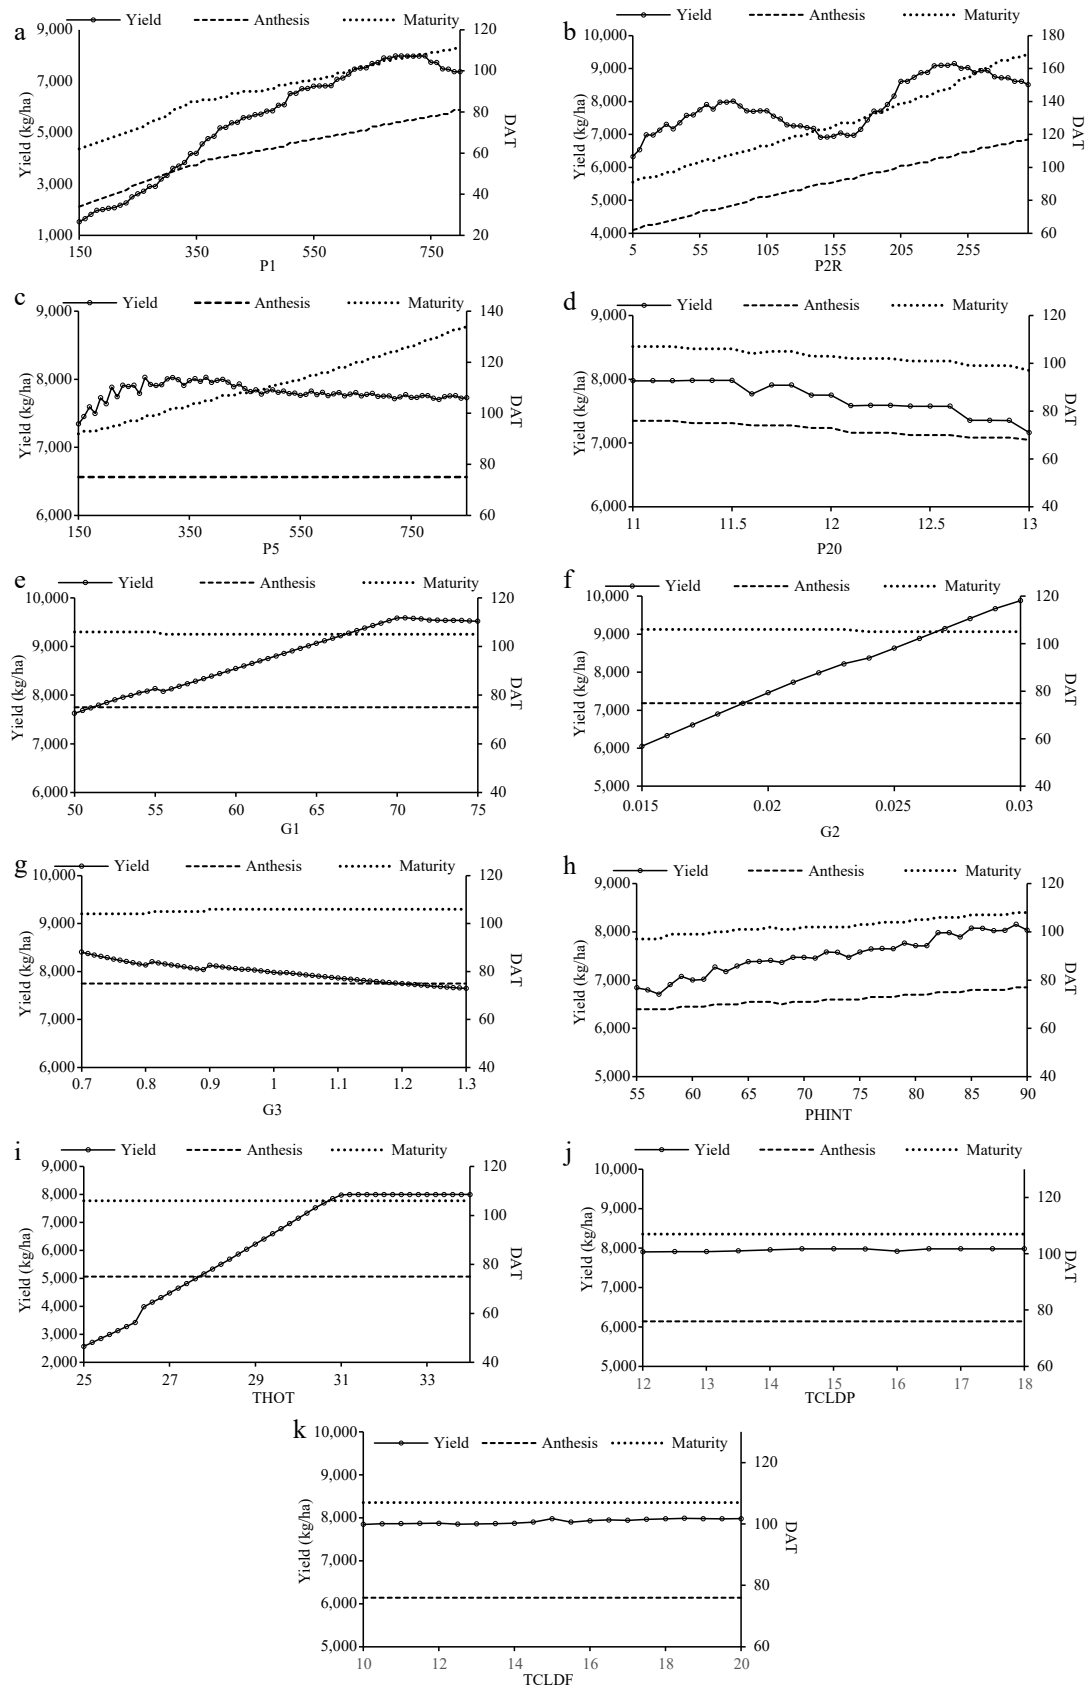 a
Yield
Anthesis
Maturity
9,000
7,000
5,000
3,000
1,000
120
100
80
60
40
20
150
350
550
750
Yield (kg/ha)
DAT
P1
b
Yield
Anthesis
Maturity
10,000
9,000
8,000
7,000
6,000
5,000
4,000
180
160
140
120
100
80
60
5
55
105
155
205
255
Yield (kg/ha)
DAT
P2R
c
Yield
Anthesis
Maturity
9,000
8,000
7,000
6,000
140
120
100
80
60
150
350
550
750
Yield (kg/ha)
DAT
P5
d
Yield
Anthesis
Maturity
9,000
8,000
7,000
6,000
120
100
80
60
40
11
11.5
12
12.5
13
Yield (kg/ha)
DAT
P20
e
Yield
Anthesis
Maturity
10,000
9,000
8,000
7,000
6,000
120
100
80
60
40
50
55
60
65
70
75
Yield (kg/ha)
DAT
G1
f
Yield
Anthesis
Maturity
10,000
9,000
8,000
7,000
6,000
5,000
120
100
80
60
40
0.015
0.02
0.025
0.03
Yield (kg/ha)
DAT
G2
g
Yield
Anthesis
Maturity
10,000
9,000
8,000
7,000
6,000
120
100
80
60
40
0.7
0.8
0.9
1
1.1
1.2
1.3
Yield (kg/ha)
DAT
G3
h
Yield
Anthesis
Maturity
9,000
8,000
7,000
6,000
5,000
120
100
80
60
40
55
60
65
70
75
80
85
90
Yield (kg/ha)
DAT
PHINT
i
Yield
Anthesis
Maturity
9,000
8,000
7,000
6,000
5,000
4,000
3,000
2,000
120
100
80
60
40
25
27
29
31
33
Yield (kg/ha)
DAT
THOT
j
Yield
Anthesis
Maturity
10,000
9,000
8,000
7,000
6,000
5,000
120
100
80
60
12
13
14
15
16
17
18
Yield (kg/ha)
DAT
TCLDP
k
Yield
Anthesis
Maturity
10,000
9,000
8,000
7,000
6,000
5,000
120
100
80
60
10
12
14
16
18
20
Yield (kg/ha)
DAT
TCLDF